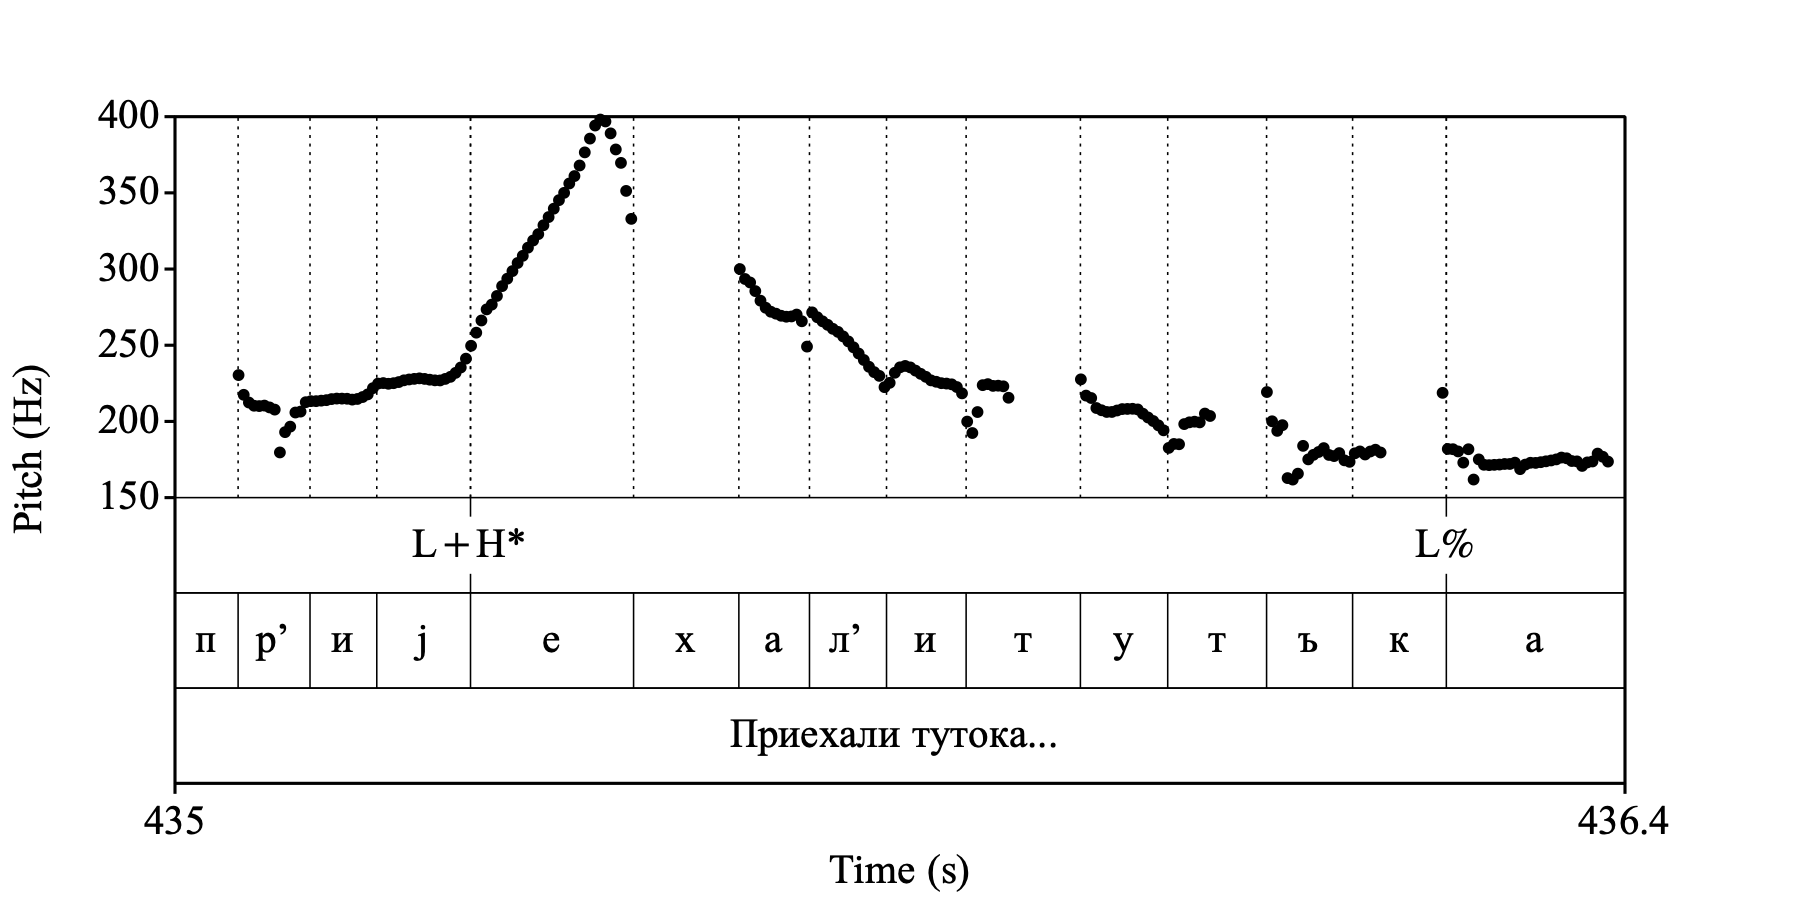 400
350
300
250
200
150
Pitch (Hz)
L+H* L%
п р’ и j е х а л’ и т у т ъ к а
Приехали тутока...
435 436.4
Time (s)